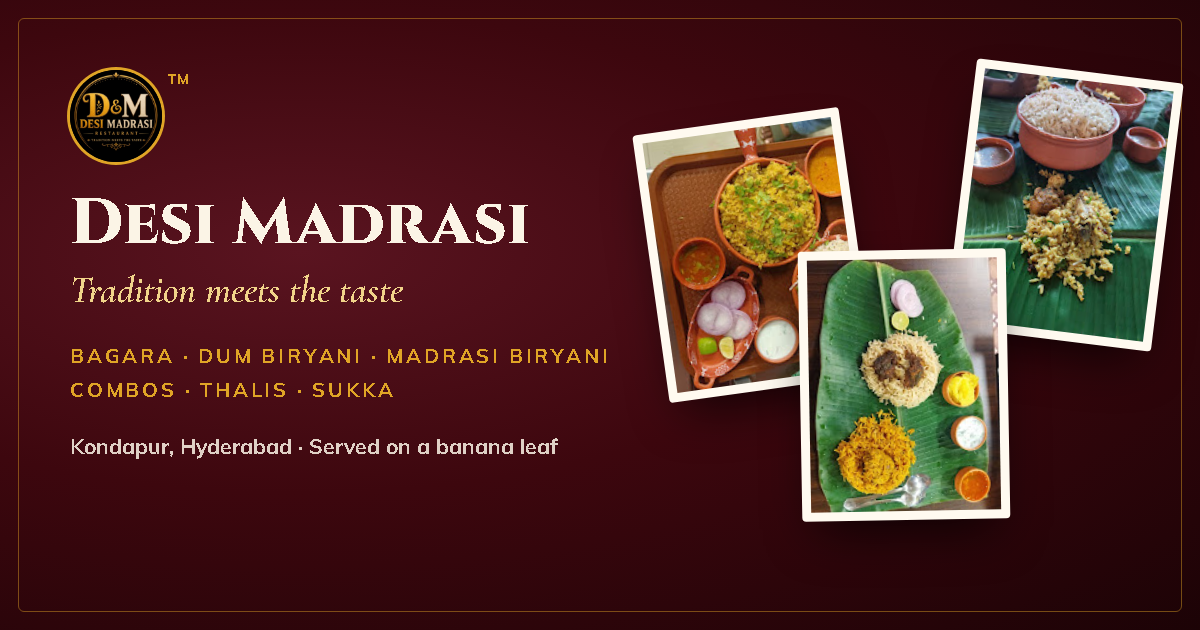 D&M
DESI MADRASI
RESTAURANT
TM
Desi Madrasi
Tradition meets the taste
BAGARA · DUM BIRYANI · MADRASI BIRYANI
COMBOS · THALIS · SUKKA
Kondapur, Hyderabad · Served on a banana leaf